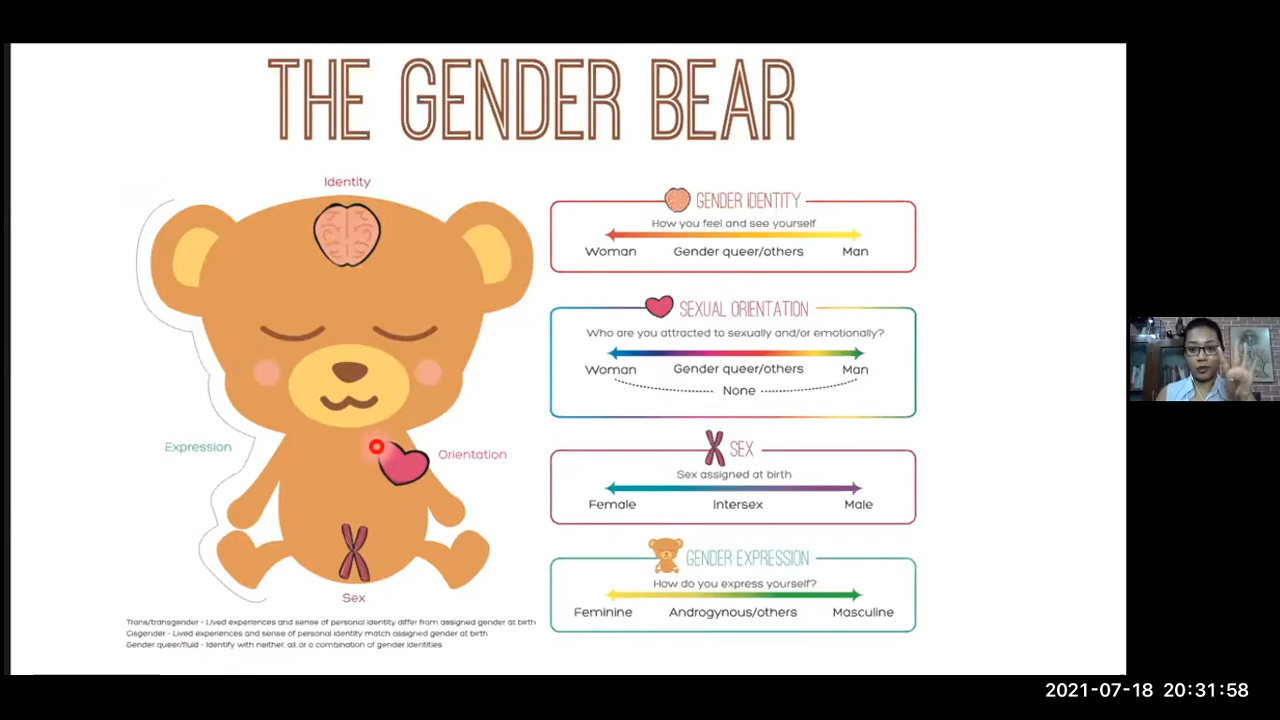 THE GENDER BEAR
Identity
Expression
Orientation
Sex
Trans/transgender - Lived experiences and sense of personal identity differ from assigned gender at birth
Cisgender - Lived experiences and sense of personal identity match assigned gender at birth
Gender queer/fluid - Identify with neither, all, or a combination of gender identities
GENDER IDENTITY
How you feel and see yourself
Woman Gender queer/others Man
SEXUAL ORIENTATION
Who are you attracted to sexually and/or emotionally?
Woman Gender queer/others Man
None
SEX
Sex assigned at birth
Female Intersex Male
GENDER EXPRESSION
How do you express yourself?
Feminine Androgynous/others Masculine
2021-07-18 20:31:58